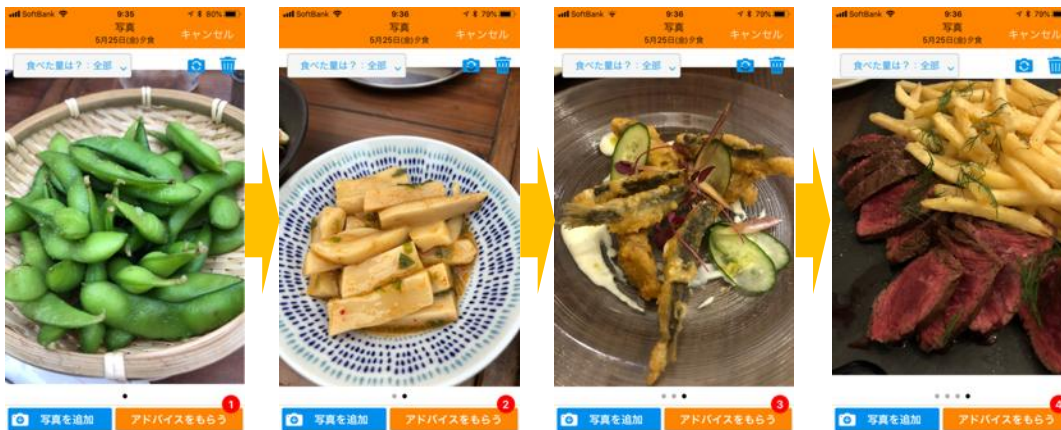 SoftBank 9:35 80%
写真
5月25日(金)夕食
キャンセル
食べた量は？：全部
写真を追加
アドバイスをもらう
1
SoftBank 9:36 79%
写真
5月25日(金)夕食
キャンセル
食べた量は？：全部
写真を追加
アドバイスをもらう
2
SoftBank 9:36 79%
写真
5月25日(金)夕食
キャンセル
食べた量は？：全部
写真を追加
アドバイスをもらう
3
SoftBank 9:36 79%
写真
5月25日(金)夕食
キャンセル
食べた量は？：全部
写真を追加
アドバイスをもらう
4